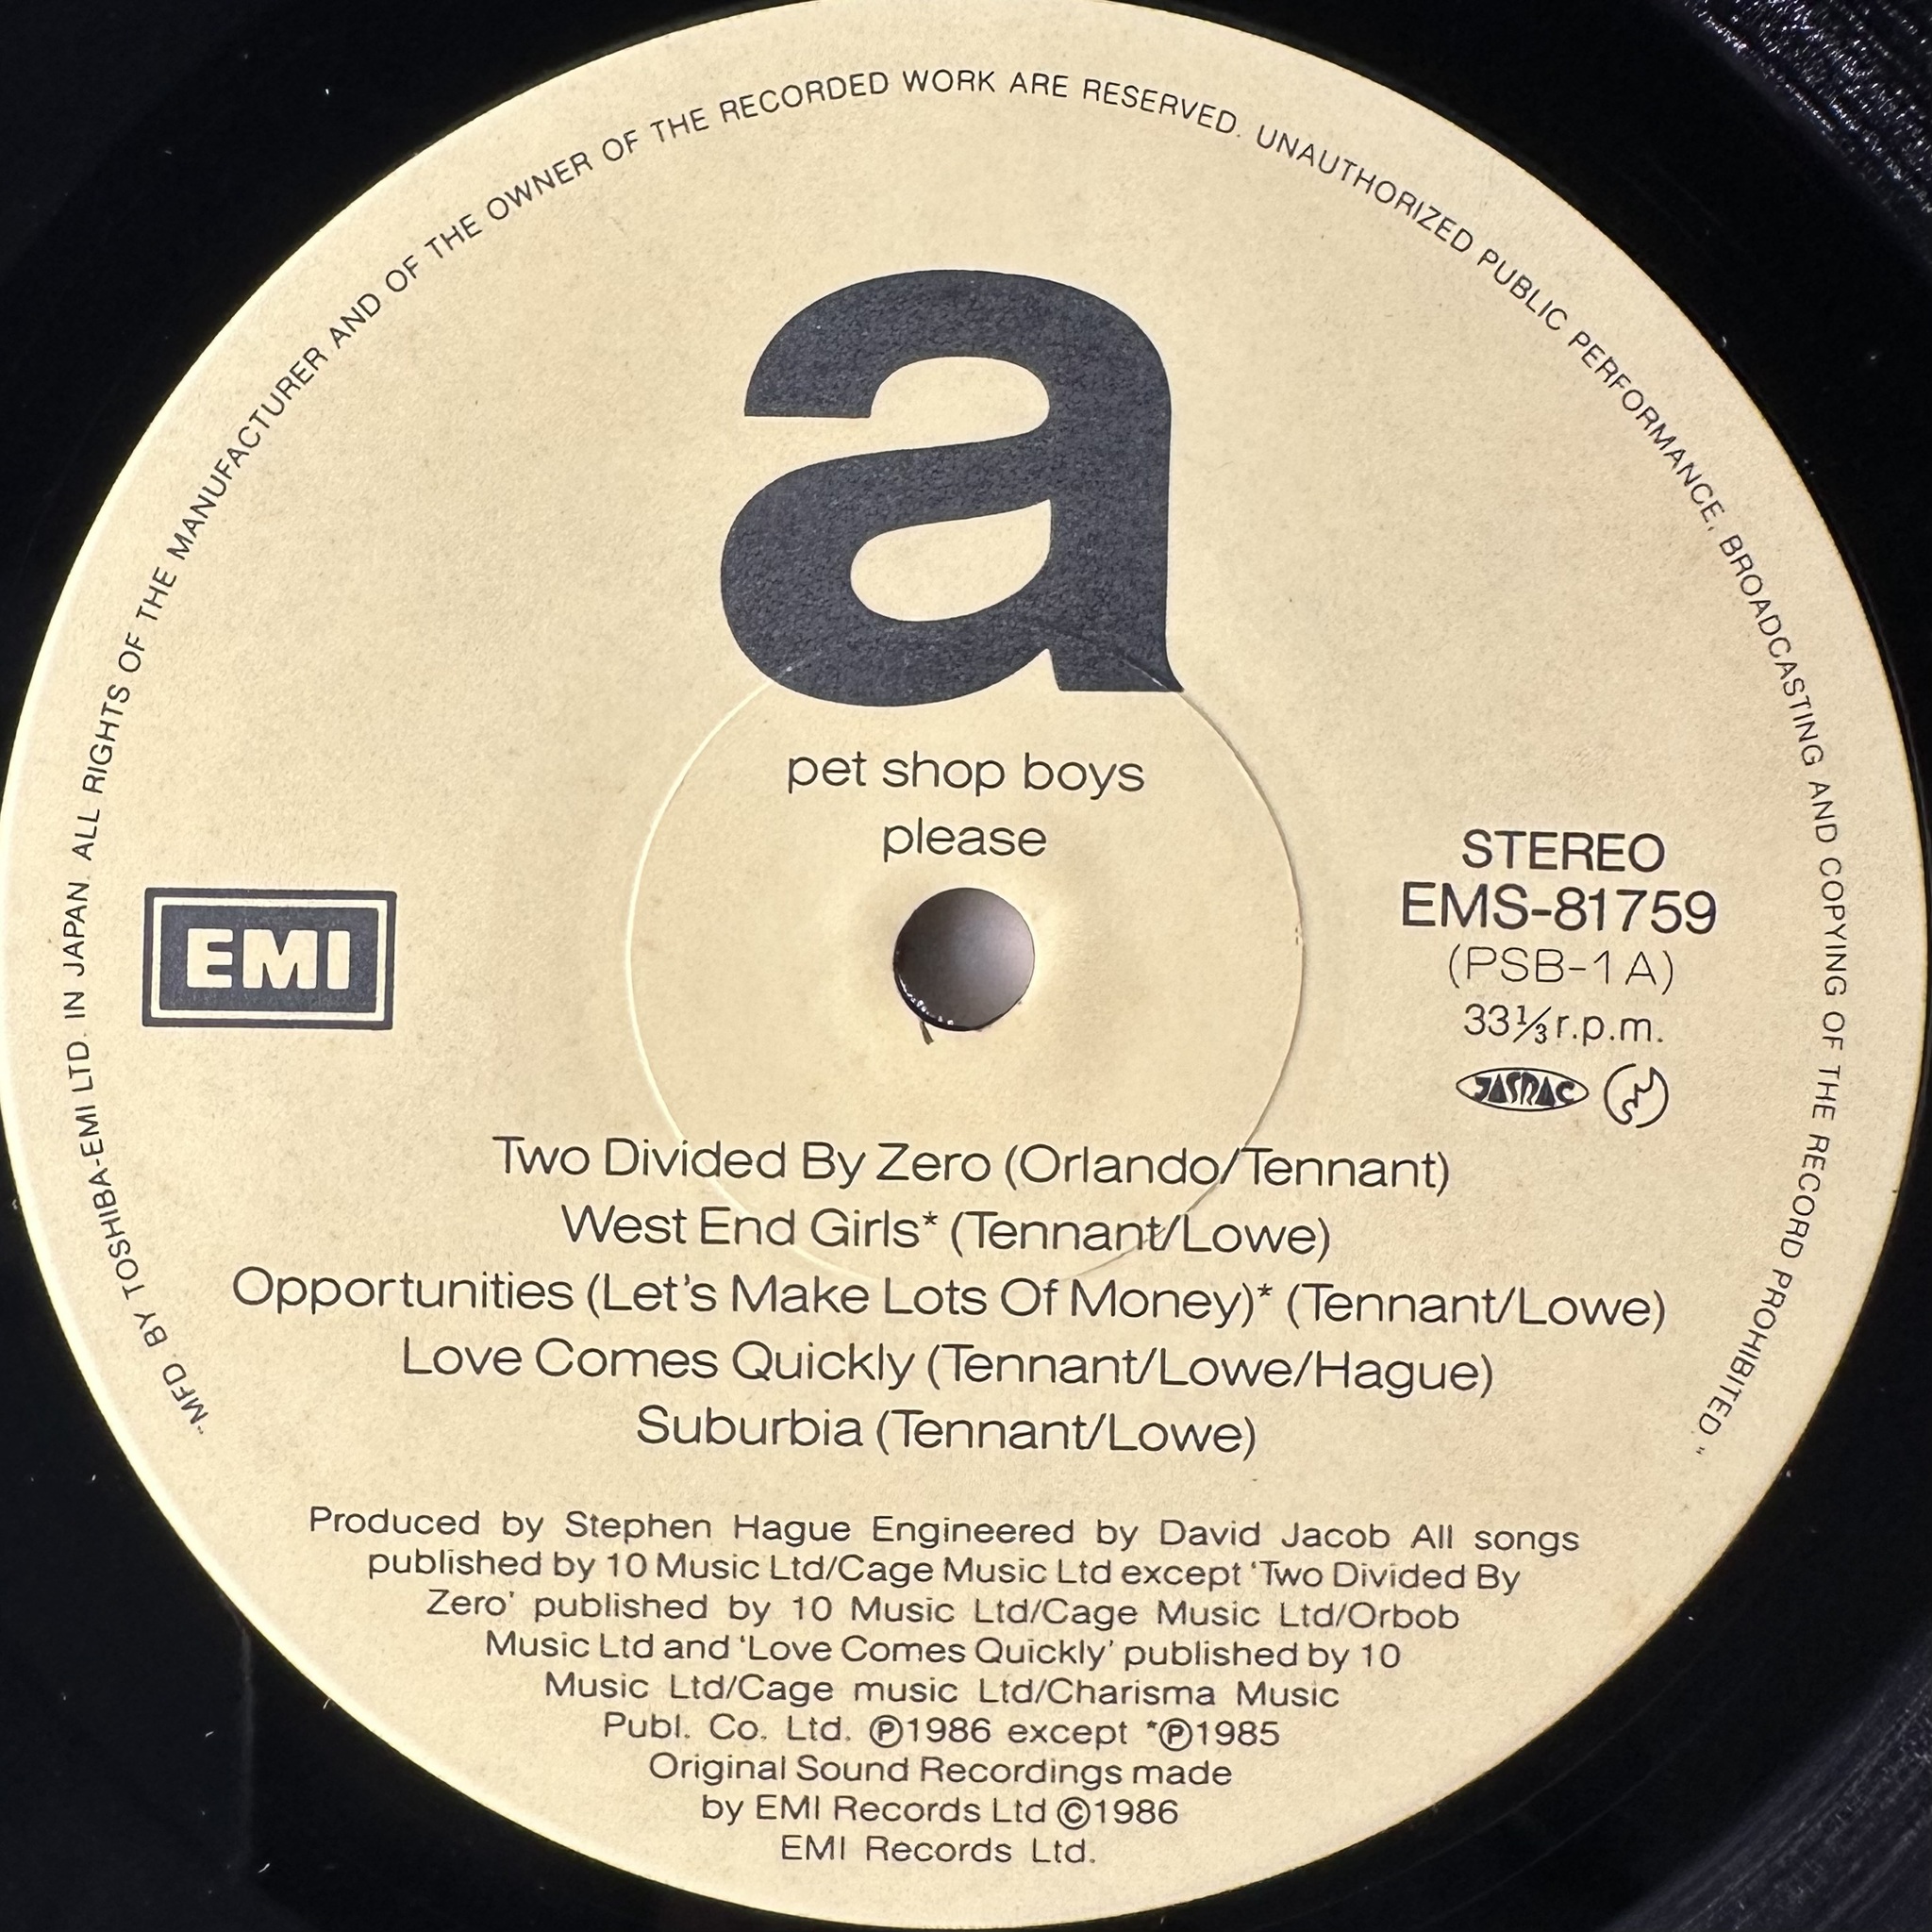 "MFD. BY TOSHIBA-EMI LTD. IN JAPAN. ALL RIGHTS OF THE MANUFACTURER AND OF THE OWNER OF THE RECORDED WORK ARE RESERVED. UNAUTHORIZED PUBLIC PERFORMANCE, BROADCASTING AND COPYING OF THE RECORD PROHIBITED."
a
pet shop boys
please
EMI
STEREO
EMS-81759
(PSB-1A)
33⅓r.p.m.
JASRAC
Two Divided By Zero (Orlando/Tennant)
West End Girls* (Tennant/Lowe)
Opportunities (Let's Make Lots Of Money)* (Tennant/Lowe)
Love Comes Quickly (Tennant/Lowe/Hague)
Suburbia (Tennant/Lowe)
Produced by Stephen Hague Engineered by David Jacob All songs
published by 10 Music Ltd/Cage Music Ltd except 'Two Divided By
Zero' published by 10 Music Ltd/Cage Music Ltd/Orbob
Music Ltd and 'Love Comes Quickly' published by 10
Music Ltd/Cage music Ltd/Charisma Music
Publ. Co. Ltd. ℗1986 except *℗1985
Original Sound Recordings made
by EMI Records Ltd ©1986
EMI Records Ltd.